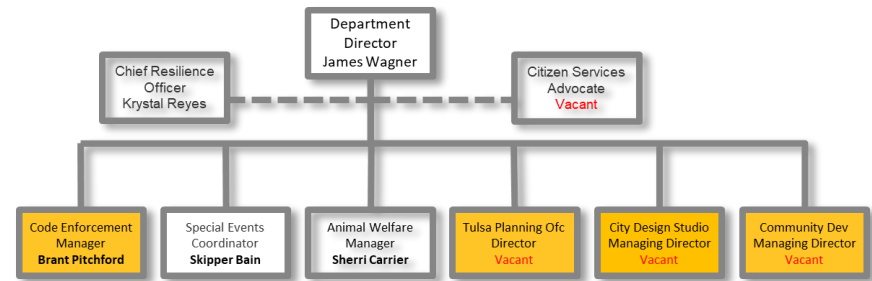 Department
Director
James Wagner
Chief Resilience
Officer
Krystal Reyes
Citizen Services
Advocate
Vacant
Code Enforcement
Manager
Brant Pitchford
Special Events
Coordinator
Skipper Bain
Animal Welfare
Manager
Sherri Carrier
Tulsa Planning Ofc
Director
Vacant
City Design Studio
Managing Director
Vacant
Community Dev
Managing Director
Vacant